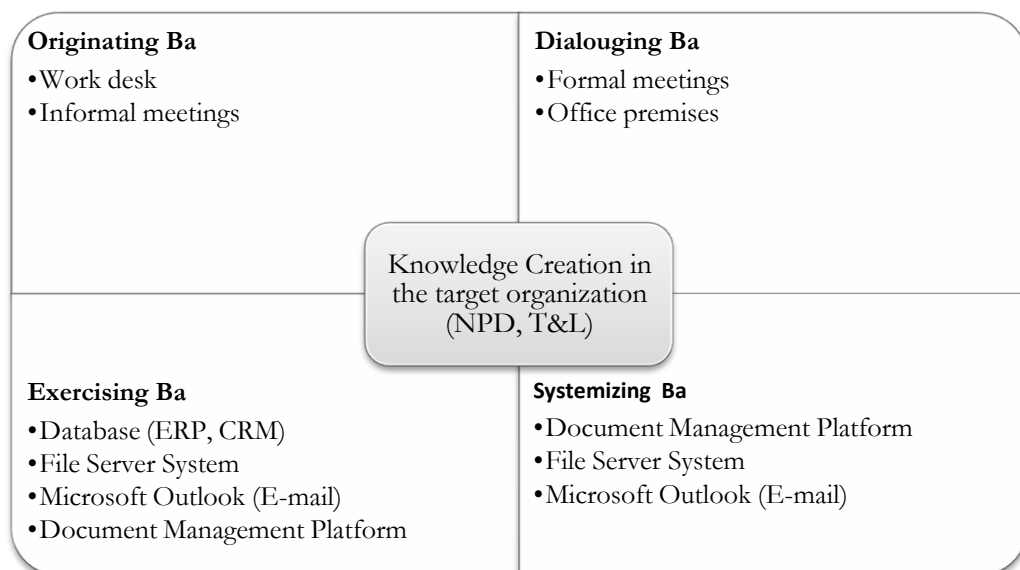 Originating Ba
•Work desk
•Informal meetings
Dialouging Ba
•Formal meetings
•Office premises
Knowledge Creation in
the target organization
(NPD, T&L)
Exercising Ba
•Database (ERP, CRM)
•File Server System
•Microsoft Outlook (E-mail)
•Document Management Platform
Systemizing Ba
•Document Management Platform
•File Server System
•Microsoft Outlook (E-mail)